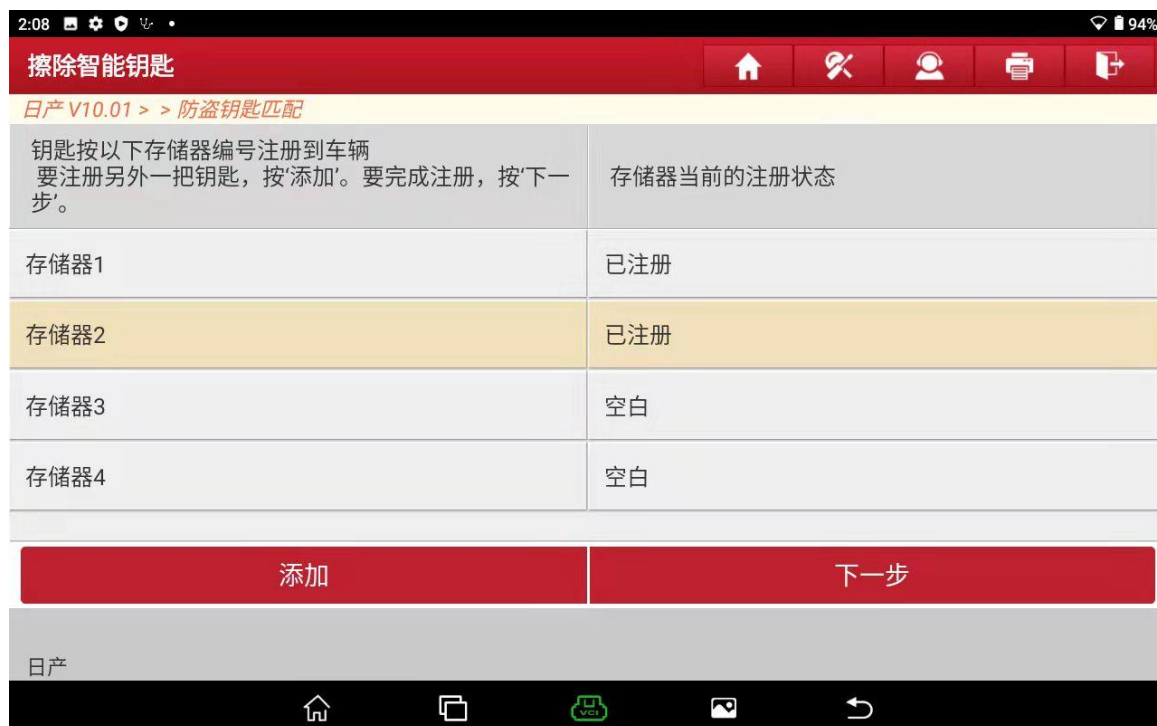 2:08
94%
擦除智能钥匙
日产 V10.01 > > 防盗钥匙匹配
钥匙按以下存储器编号注册到车辆
要注册另外一把钥匙，按'添加'。要完成注册，按'下一
步'。
存储器当前的注册状态
存储器1
已注册
存储器2
已注册
存储器3
空白
存储器4
空白
添加
下一步
日产
VCI